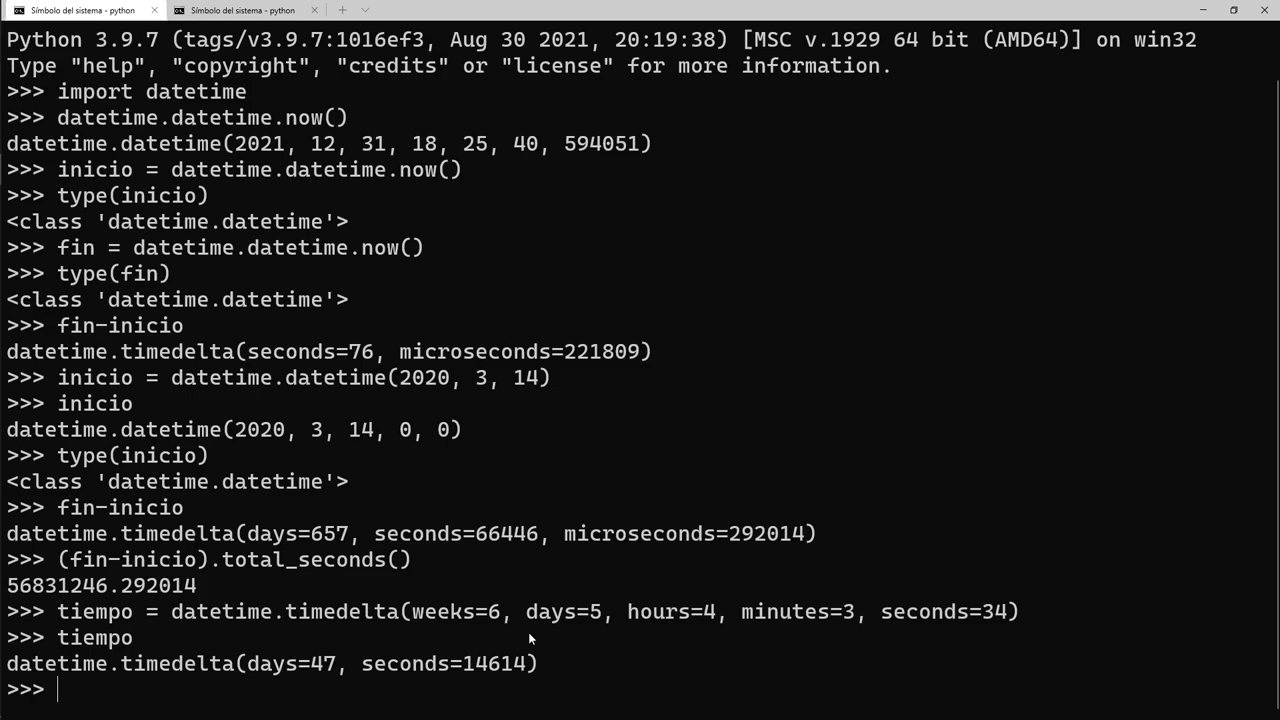 Símbolo del sistema - python
Símbolo del sistema - python
Python 3.9.7 (tags/v3.9.7:1016ef3, Aug 30 2021, 20:19:38) [MSC v.1929 64 bit (AMD64)] on win32
Type "help", "copyright", "credits" or "license" for more information.
>>> import datetime
>>> datetime.datetime.now()
datetime.datetime(2021, 12, 31, 18, 25, 40, 594051)
>>> inicio = datetime.datetime.now()
>>> type(inicio)
<class 'datetime.datetime'>
>>> fin = datetime.datetime.now()
>>> type(fin)
<class 'datetime.datetime'>
>>> fin-inicio
datetime.timedelta(seconds=76, microseconds=221809)
>>> inicio = datetime.datetime(2020, 3, 14)
>>> inicio
datetime.datetime(2020, 3, 14, 0, 0)
>>> type(inicio)
<class 'datetime.datetime'>
>>> fin-inicio
datetime.timedelta(days=657, seconds=66446, microseconds=292014)
>>> (fin-inicio).total_seconds()
56831246.292014
>>> tiempo = datetime.timedelta(weeks=6, days=5, hours=4, minutes=3, seconds=34)
>>> tiempo
datetime.timedelta(days=47, seconds=14614)
>>>